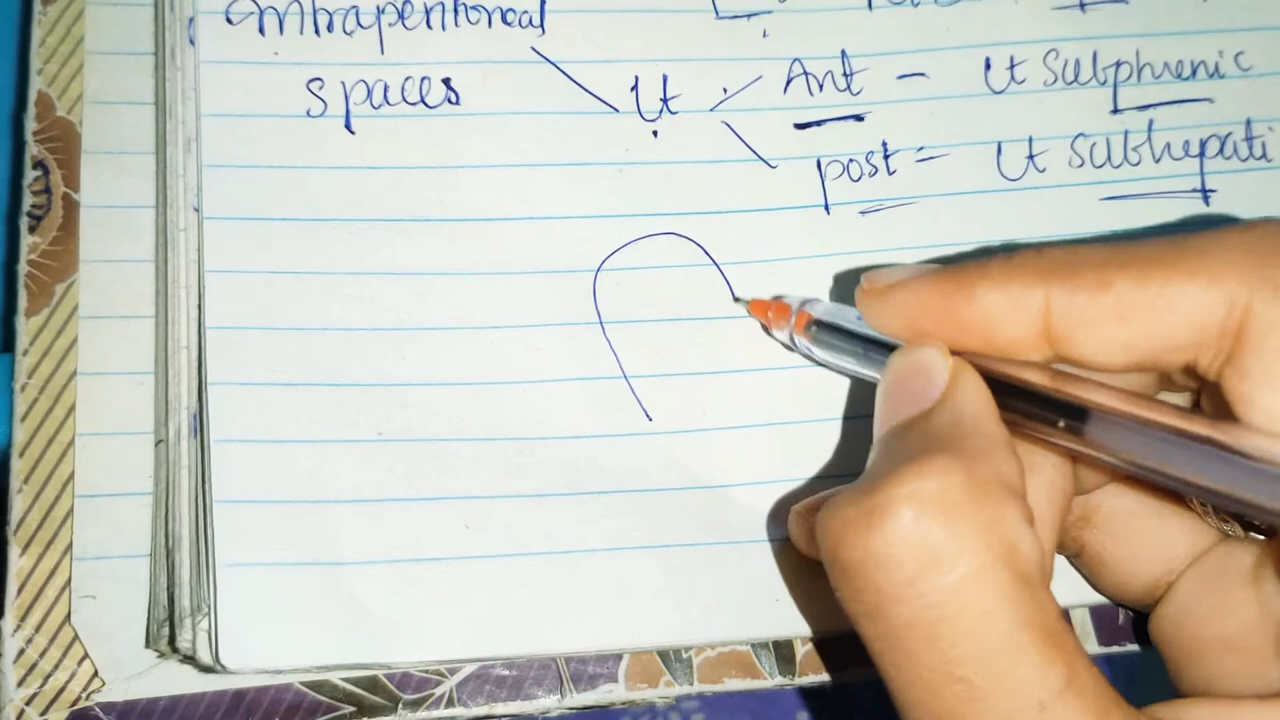 Intraperitoneal
spaces
Lt
Ant - Lt Subphrenic
post = Lt Subhepati